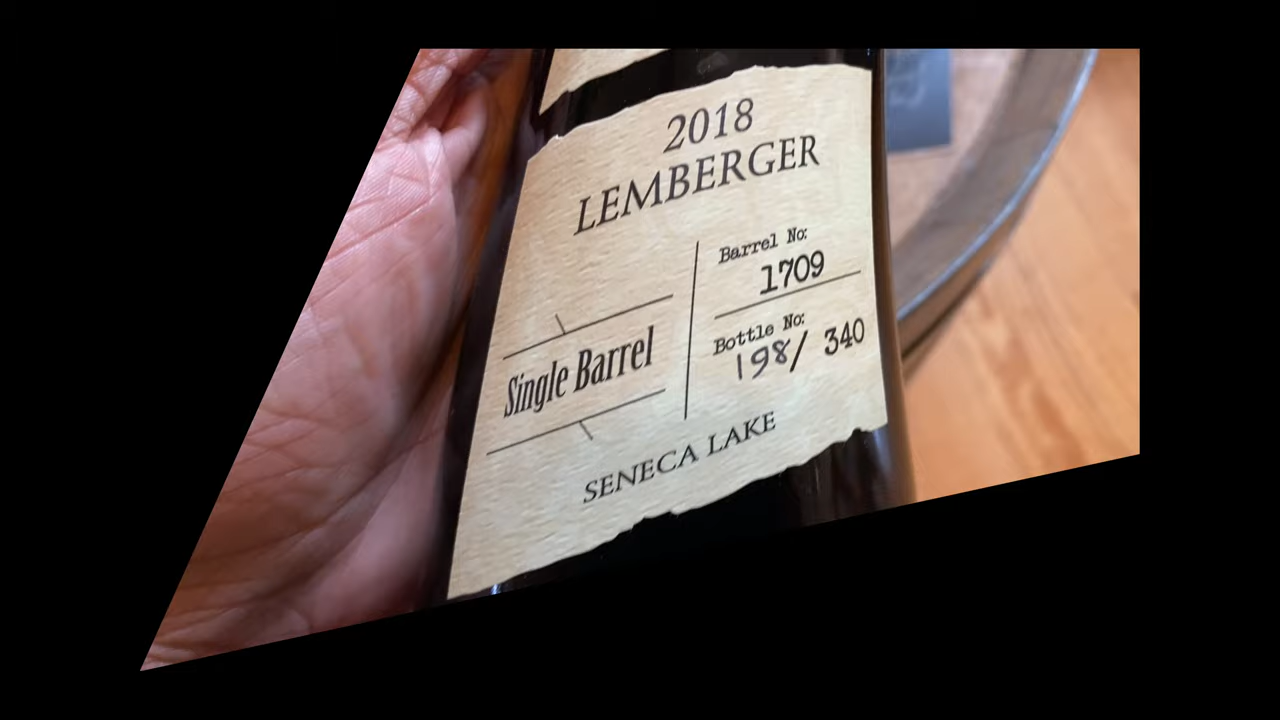 2018
LEMBERGER
Single Barrel
Barrel No:
1709
Bottle No:
198/ 340
SENECA LAKE